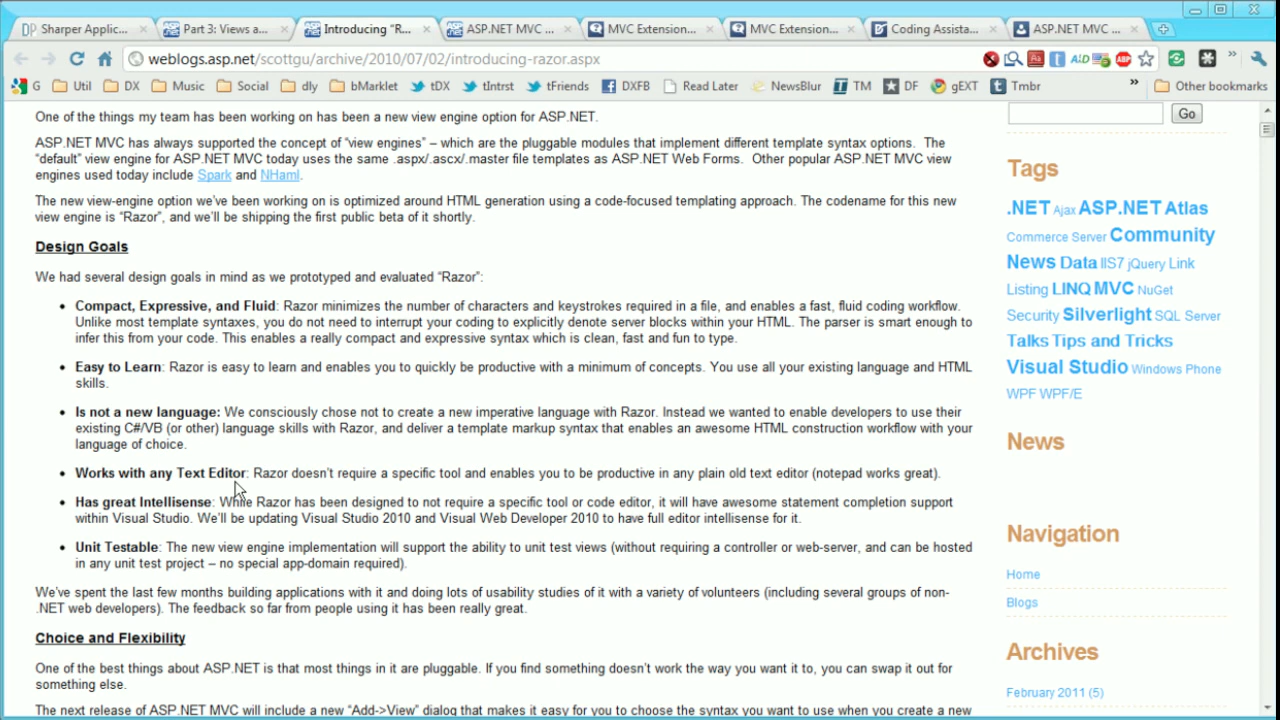 Sharper Applic...
Part 3: Views a...
Introducing "R...
ASP.NET MVC ...
MVC Extension...
MVC Extension...
Coding Assista...
ASP.NET MVC ...
weblogs.asp.net/scottgu/archive/2010/07/02/introducing-razor.aspx
G Util DX Music Social dly bMarklet tDX tIntrst tFriends DXFB Read Later NewsBlur TM DF gEXT Tmbr » Other bookmarks
One of the things my team has been working on has been a new view engine option for ASP.NET.
ASP.NET MVC has always supported the concept of “view engines” – which are the pluggable modules that implement different template syntax options. The
“default” view engine for ASP.NET MVC today uses the same .aspx/.ascx/.master file templates as ASP.NET Web Forms. Other popular ASP.NET MVC view
engines used today include Spark and NHaml.
The new view-engine option we’ve been working on is optimized around HTML generation using a code-focused templating approach. The codename for this new
view engine is “Razor”, and we’ll be shipping the first public beta of it shortly.
Design Goals
We had several design goals in mind as we prototyped and evaluated “Razor”:
• Compact, Expressive, and Fluid: Razor minimizes the number of characters and keystrokes required in a file, and enables a fast, fluid coding workflow.
Unlike most template syntaxes, you do not need to interrupt your coding to explicitly denote server blocks within your HTML. The parser is smart enough to
infer this from your code. This enables a really compact and expressive syntax which is clean, fast and fun to type.
• Easy to Learn: Razor is easy to learn and enables you to quickly be productive with a minimum of concepts. You use all your existing language and HTML
skills.
• Is not a new language: We consciously chose not to create a new imperative language with Razor. Instead we wanted to enable developers to use their
existing C#/VB (or other) language skills with Razor, and deliver a template markup syntax that enables an awesome HTML construction workflow with your
language of choice.
• Works with any Text Editor: Razor doesn’t require a specific tool and enables you to be productive in any plain old text editor (notepad works great).
• Has great Intellisense: While Razor has been designed to not require a specific tool or code editor, it will have awesome statement completion support
within Visual Studio. We’ll be updating Visual Studio 2010 and Visual Web Developer 2010 to have full editor intellisense for it.
• Unit Testable: The new view engine implementation will support the ability to unit test views (without requiring a controller or web-server, and can be hosted
in any unit test project – no special app-domain required).
We’ve spent the last few months building applications with it and doing lots of usability studies of it with a variety of volunteers (including several groups of non-
.NET web developers). The feedback so far from people using it has been really great.
Choice and Flexibility
One of the best things about ASP.NET is that most things in it are pluggable. If you find something doesn’t work the way you want it to, you can swap it out for
something else.
The next release of ASP.NET MVC will include a new “Add->View” dialog that makes it easy for you to choose the syntax you want to use when you create a new
Go
Tags
.NET Ajax ASP.NET Atlas
Commerce Server Community
News Data IIS7 jQuery Link
Listing LINQ MVC NuGet
Security Silverlight SQL Server
Talks Tips and Tricks
Visual Studio Windows Phone
WPF WPF/E
News
Navigation
Home
Blogs
Archives
February 2011 (5)